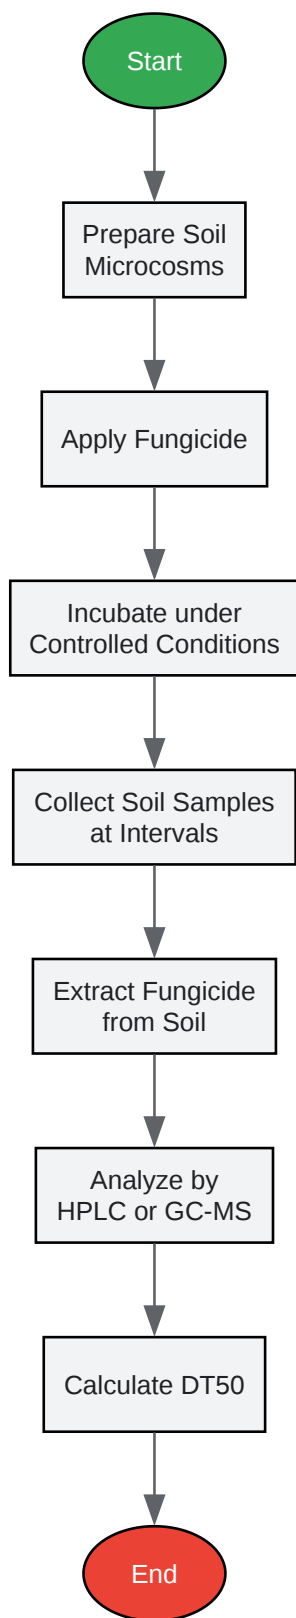 Start
Prepare Soil
Microcosms
Apply Fungicide
Incubate under
Controlled Conditions
Collect Soil Samples
at Intervals
Extract Fungicide
from Soil
Analyze by
HPLC or GC-MS
Calculate DT50
End